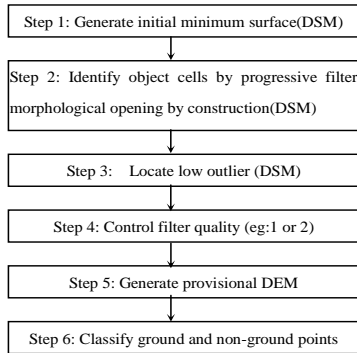 Step 1: Generate initial minimum surface(DSM)
Step 2: Identify object cells by progressive filter
morphological opening by construction(DSM)
Step 3: Locate low outlier (DSM)
Step 4: Control filter quality (eg:1 or 2)
Step 5: Generate provisional DEM
Step 6: Classify ground and non-ground points